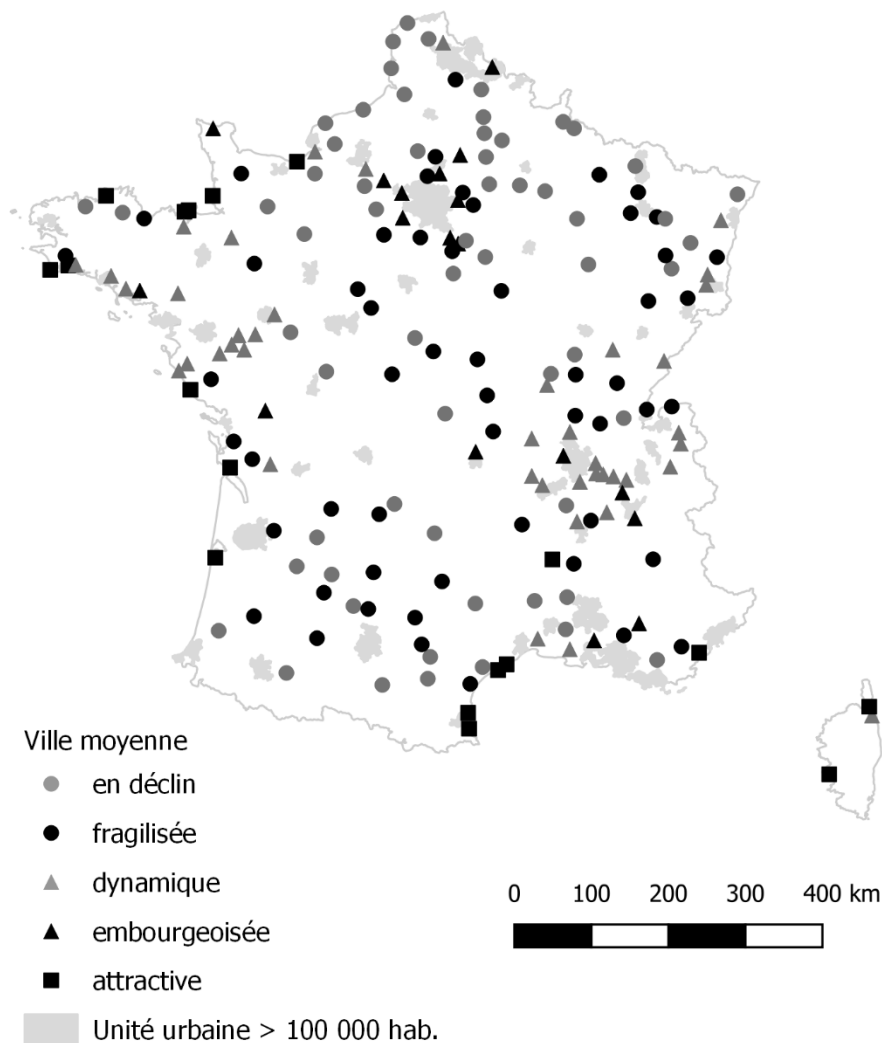 Ville moyenne
en déclin
fragilisée
dynamique
embourgeoisée
attractive
Unité urbaine > 100 000 hab.
0 100 200 300 400 km